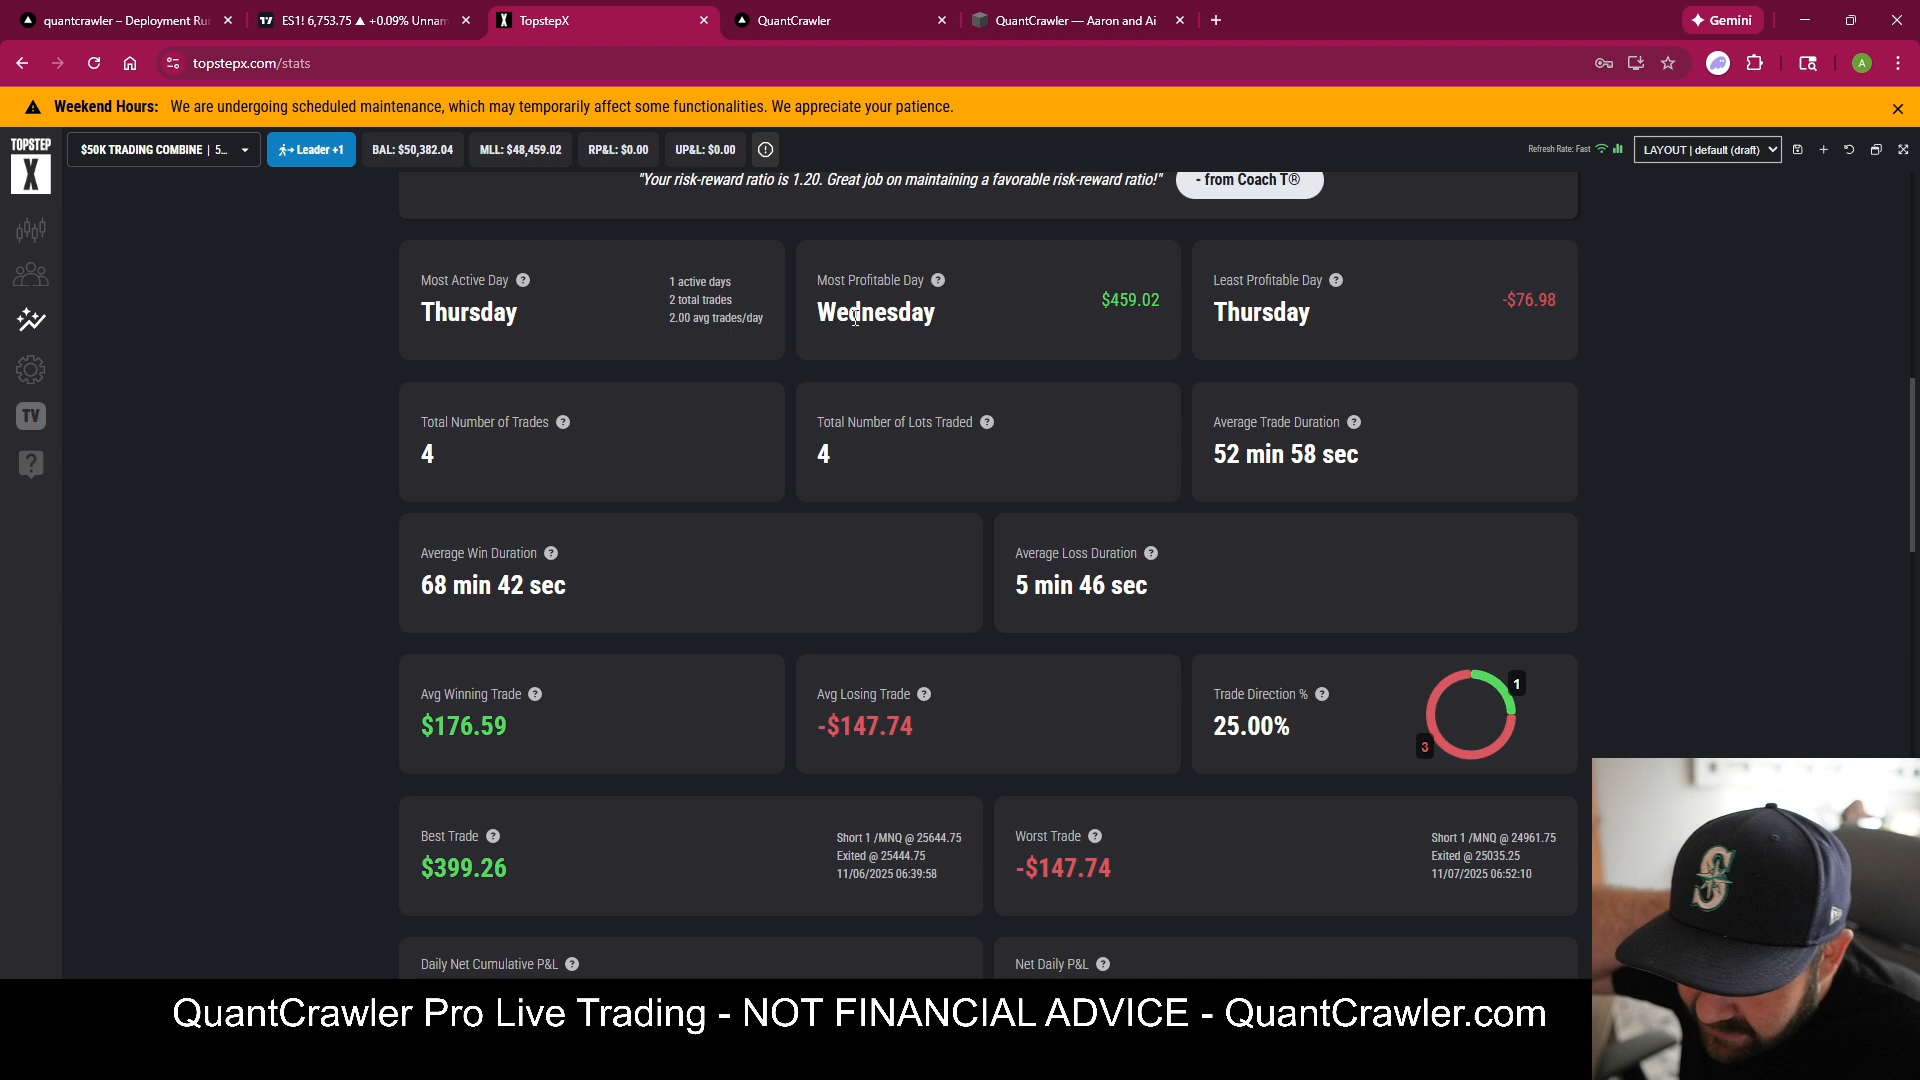 quantcrawler – Deployment Ru
ES1! 6,753.75 ▲ +0.09% Unnam
TopstepX
QuantCrawler
QuantCrawler — Aaron and Ai
Gemini
topstepx.com/stats
A
Weekend Hours: We are undergoing scheduled maintenance, which may temporarily affect some functionalities. We appreciate your patience.
TOPSTEP
X
$50K TRADING COMBINE | 5...
Leader +1
BAL: $50,382.04
MLL: $48,459.02
RP&L: $0.00
UP&L: $0.00
Refresh Rate: Fast
LAYOUT | default (draft)
TV
"Your risk-reward ratio is 1.20. Great job on maintaining a favorable risk-reward ratio!" - from Coach T®
Most Active Day
Thursday
1 active days
2 total trades
2.00 avg trades/day
Most Profitable Day
Wednesday
$459.02
Least Profitable Day
Thursday
-$76.98
Total Number of Trades
4
Total Number of Lots Traded
4
Average Trade Duration
52 min 58 sec
Average Win Duration
68 min 42 sec
Average Loss Duration
5 min 46 sec
Avg Winning Trade
$176.59
Avg Losing Trade
-$147.74
Trade Direction %
25.00%
1
3
Best Trade
$399.26
Short 1 /MNQ @ 25644.75
Exited @ 25444.75
11/06/2025 06:39:58
Worst Trade
-$147.74
Short 1 /MNQ @ 24961.75
Exited @ 25035.25
11/07/2025 06:52:10
Daily Net Cumulative P&L
Net Daily P&L
QuantCrawler Pro Live Trading - NOT FINANCIAL ADVICE - QuantCrawler.com
S